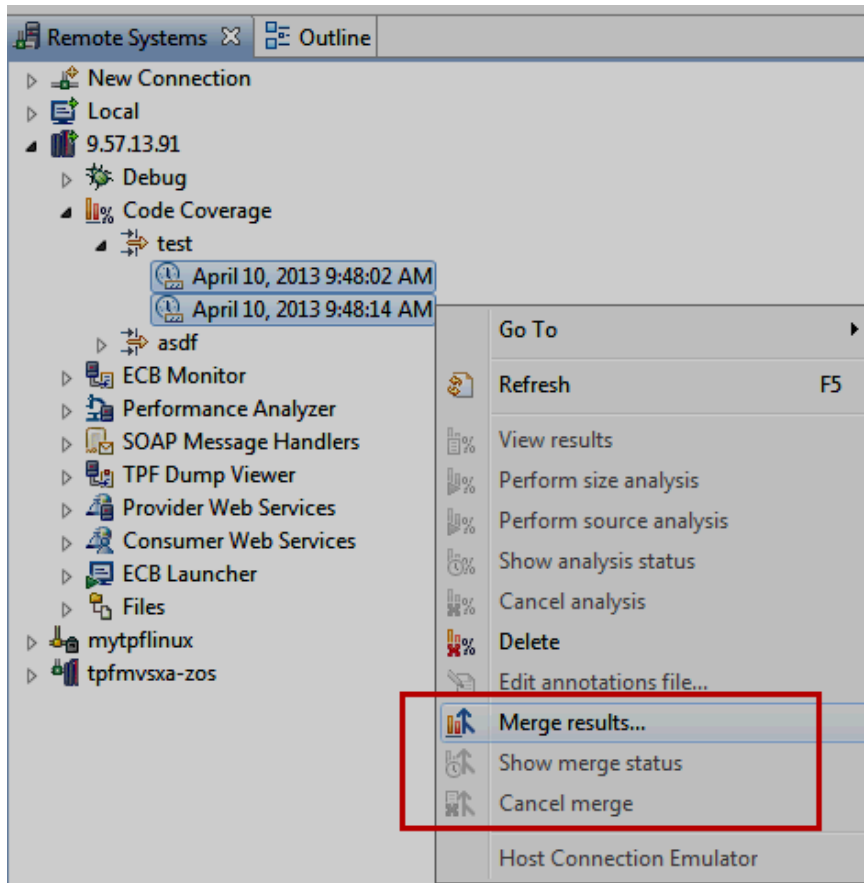 Remote Systems Outline
New Connection
Local
9.57.13.91
Debug
Code Coverage
test
April 10, 2013 9:48:02 AM
April 10, 2013 9:48:14 AM
asdf
ECB Monitor
Performance Analyzer
SOAP Message Handlers
TPF Dump Viewer
Provider Web Services
Consumer Web Services
ECB Launcher
Files
mytpflinux
tpfmvsxa-zos
Go To
Refresh F5
View results
Perform size analysis
Perform source analysis
Show analysis status
Cancel analysis
Delete
Edit annotations file...
Merge results...
Show merge status
Cancel merge
Host Connection Emulator